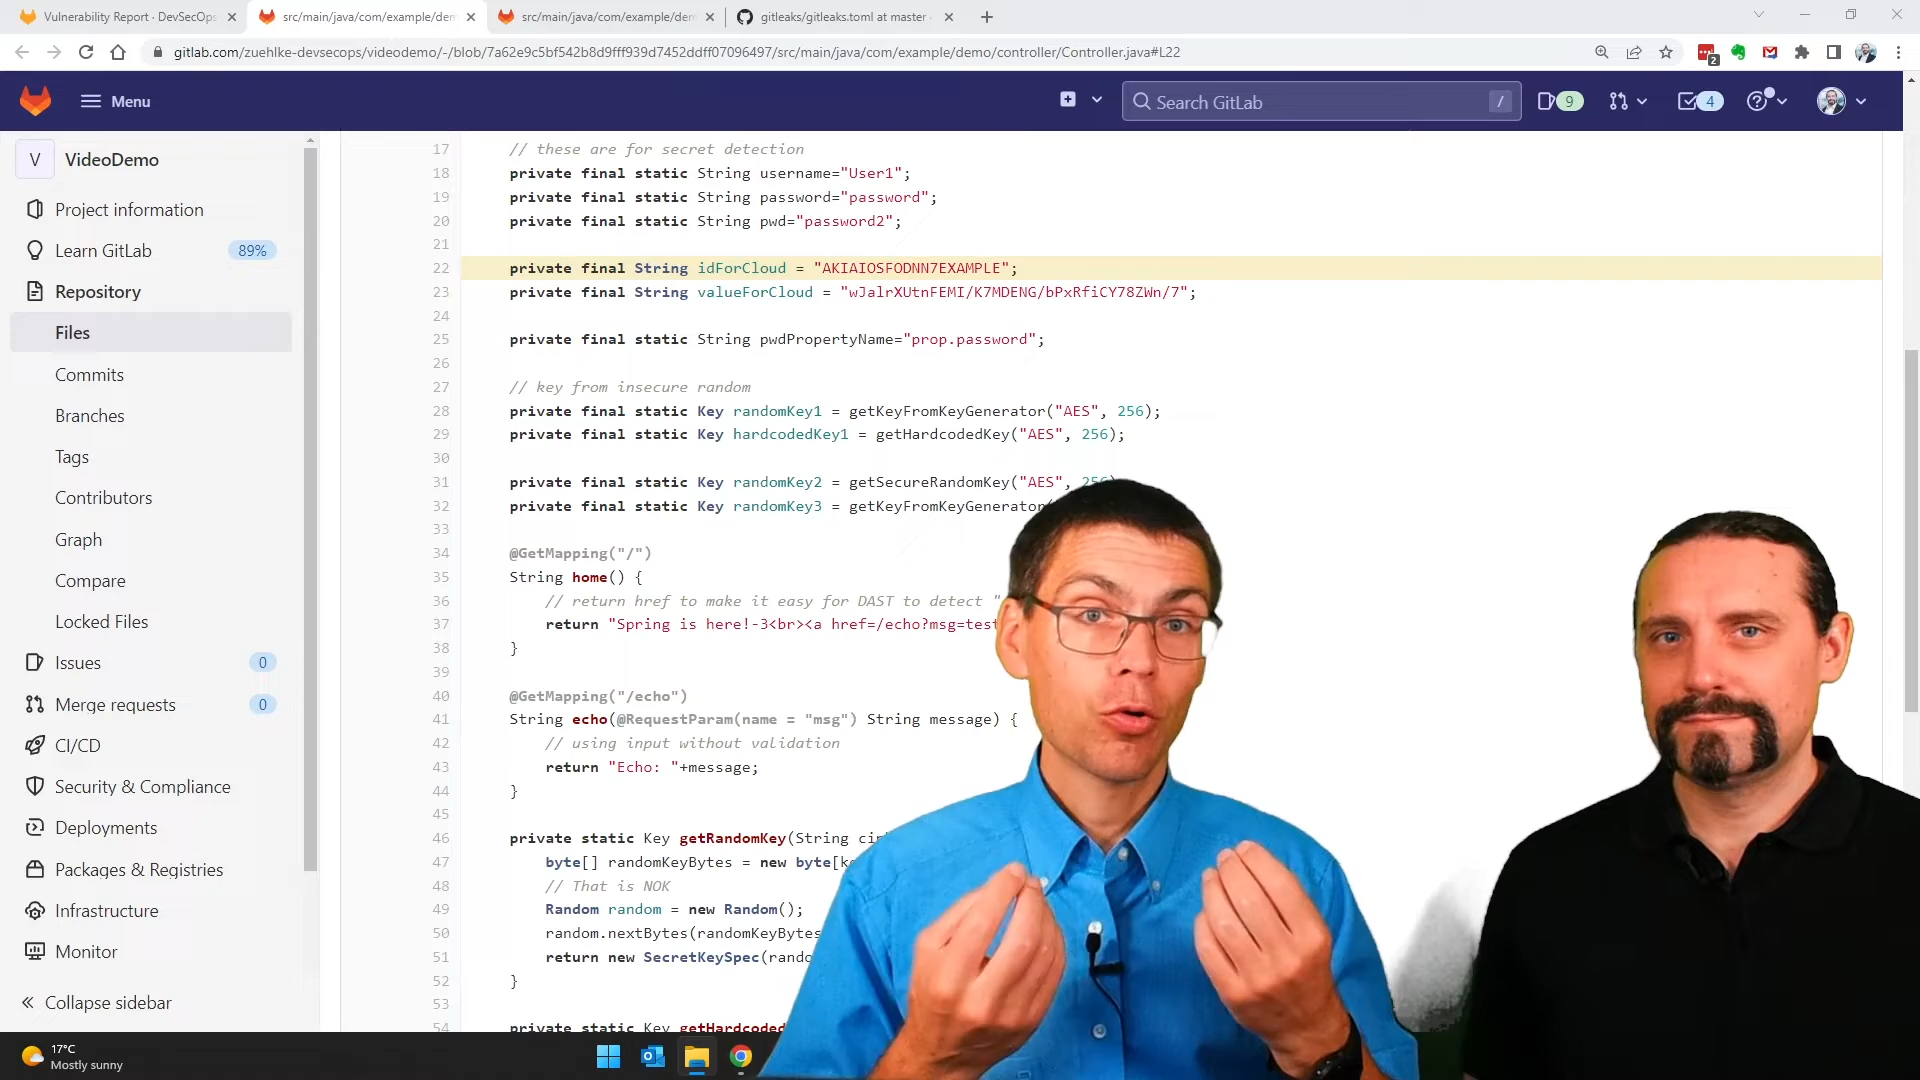 Vulnerability Report · DevSecOps
src/main/java/com/example/dem
src/main/java/com/example/dem
gitleaks/gitleaks.toml at master ·
gitlab.com/zuehlke-devsecops/videodemo/-/blob/7a62e9c5bf542b8d9fff939d7452ddff07096497/src/main/java/com/example/demo/controller/Controller.java#L22
2
Menu
Search GitLab
/
9
4
V
VideoDemo
Project information
Learn GitLab
89%
Repository
Files
Commits
Branches
Tags
Contributors
Graph
Compare
Locked Files
Issues
0
Merge requests
0
CI/CD
Security & Compliance
Deployments
Packages & Registries
Infrastructure
Monitor
Collapse sidebar
17 // these are for secret detection
18 private final static String username="User1";
19 private final static String password="password";
20 private final static String pwd="password2";
21
22 private final String idForCloud = "AKIAIOSFODNN7EXAMPLE";
23 private final String valueForCloud = "wJalrXUtnFEMI/K7MDENG/bPxRfiCY78ZWn/7";
24
25 private final static String pwdPropertyName="prop.password";
26
27 // key from insecure random
28 private final static Key randomKey1 = getKeyFromKeyGenerator("AES", 256);
29 private final static Key hardcodedKey1 = getHardcodedKey("AES", 256);
30
31 private final static Key randomKey2 = getSecureRandomKey("AES", 256)
32 private final static Key randomKey3 = getKeyFromKeyGenerator
33
34 @GetMapping("/")
35 String home() {
36 // return href to make it easy for DAST to detect "
37 return "Spring is here!-3<br><a href=/echo?msg=test
38 }
39
40 @GetMapping("/echo")
41 String echo(@RequestParam(name = "msg") String message) {
42 // using input without validation
43 return "Echo: "+message;
44 }
45
46 private static Key getRandomKey(String ci
47 byte[] randomKeyBytes = new byte[k
48 // That is NOK
49 Random random = new Random();
50 random.nextBytes(randomKeyBytes
51 return new SecretKeySpec(rando
52 }
53
54 private static Key getHardcoded
17°C
Mostly sunny